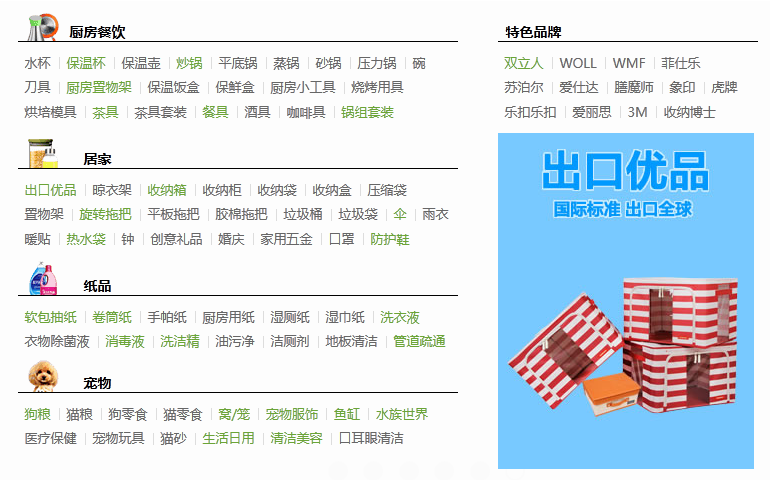 厨房餐饮
水杯 保温杯 保温壶 炒锅 平底锅 蒸锅 砂锅 压力锅 碗
刀具 厨房置物架 保温饭盒 保鲜盒 厨房小工具 烧烤用具
烘培模具 茶具 茶具套装 餐具 酒具 咖啡具 锅组套装
居家
出口优品 晾衣架 收纳箱 收纳柜 收纳袋 收纳盒 压缩袋
置物架 旋转拖把 平板拖把 胶棉拖把 垃圾桶 垃圾袋 伞 雨衣
暖贴 热水袋 钟 创意礼品 婚庆 家用五金 口罩 防护鞋
纸品
软包抽纸 卷筒纸 手帕纸 厨房用纸 湿厕纸 湿巾纸 洗衣液
衣物除菌液 消毒液 洗洁精 油污净 洁厕剂 地板清洁 管道疏通
宠物
狗粮 猫粮 狗零食 猫零食 窝/笼 宠物服饰 鱼缸 水族世界
医疗保健 宠物玩具 猫砂 生活日用 清洁美容 口耳眼清洁
特色品牌
双立人 WOLL WMF 菲仕乐
苏泊尔 爱仕达 膳魔师 象印 虎牌
乐扣乐扣 爱丽思 3M 收纳博士
出口优品
国际标准 出口全球